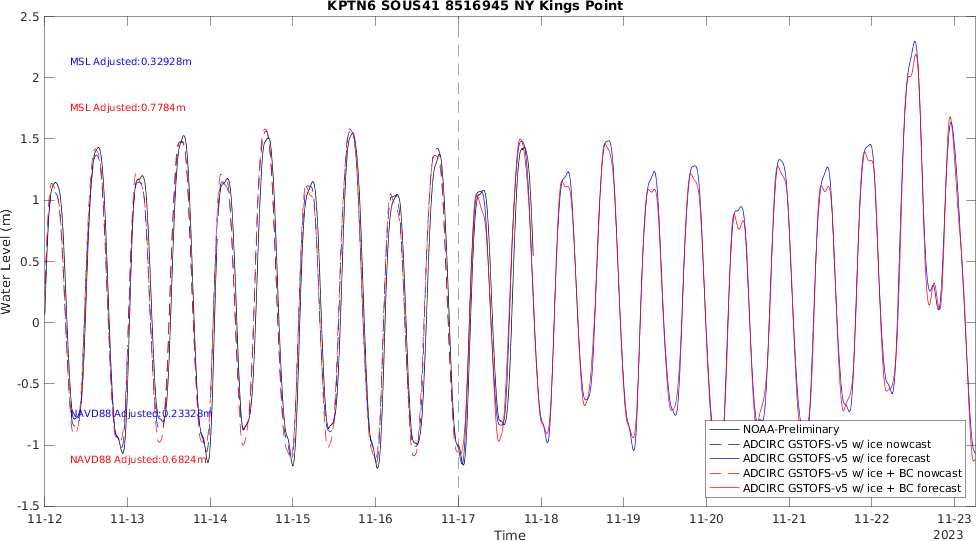 KPTN6 SOUS41 8516945 NY Kings Point
2.5
2
1.5
1
0.5
0
-0.5
-1
-1.5
Water Level (m)
MSL Adjusted:0.32928m
MSL Adjusted:0.7784m
NAVD88 Adjusted:0.23328m
NAVD88 Adjusted:0.6824m
NOAA-Preliminary
ADCIRC GSTOFS-v5 w/ ice nowcast
ADCIRC GSTOFS-v5 w/ ice forecast
ADCIRC GSTOFS-v5 w/ ice + BC nowcast
ADCIRC GSTOFS-v5 w/ ice + BC forecast
11-12 11-13 11-14 11-15 11-16 11-17 11-18 11-19 11-20 11-21 11-22 11-23
Time
2023